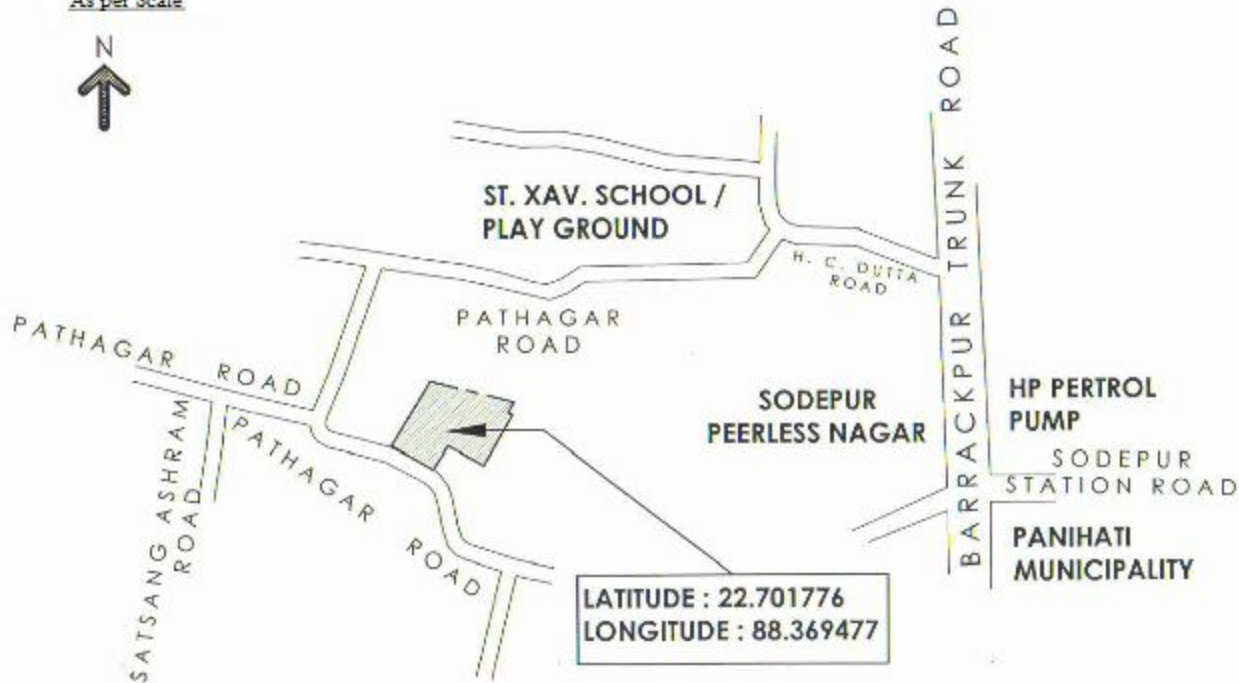 As per Scale
N
ST. XAV. SCHOOL /
PLAY GROUND
BARRACKPUR TRUNK ROAD
H. C. DUTTA
ROAD
PATHAGAR
ROAD
PATHAGAR ROAD
SODEPUR
PEERLESS NAGAR
HP PERTROL
PUMP
PATHAGAR ROAD
SATSANG ASHRAM
ROAD
SODEPUR
STATION ROAD
PANIHATI
MUNICIPALITY
LATITUDE : 22.701776
LONGITUDE : 88.369477